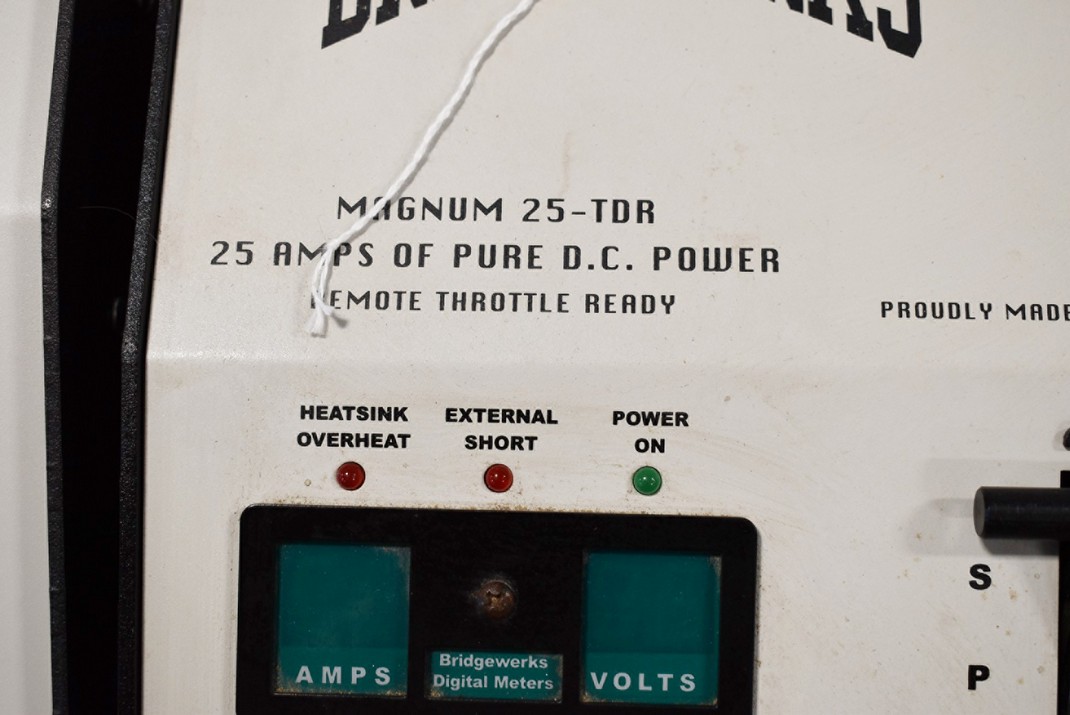 MAGNUM 25-TDR
25 AMPS OF PURE D.C. POWER
REMOTE THROTTLE READY
PROUDLY MADE
HEATSINK OVERHEAT
EXTERNAL SHORT
POWER ON
AMPS
Bridgewerks
Digital Meters
VOLTS
S
P